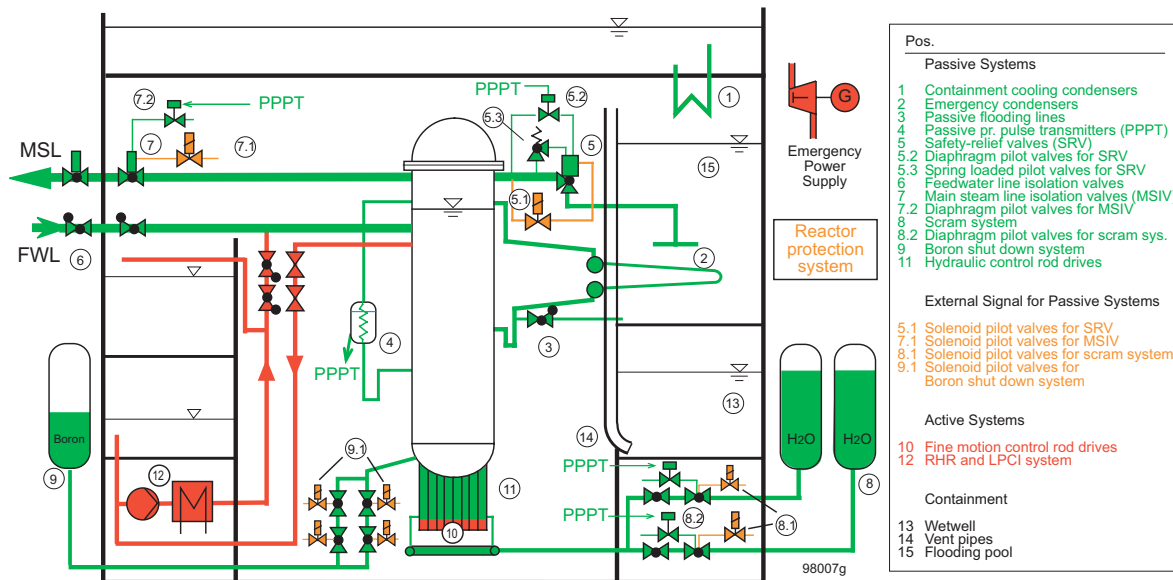 1
7.2
PPPT
PPPT
5.2
5.3
7
7.1
5
MSL
5.1
15
G
Emergency
Power
Supply
FWL
6
2
Reactor
protection
system
4
3
PPPT
13
Boron
9
12
9.1
14
H2O
H2O
PPPT
11
8
10
PPPT
8.2
8.1
98007g
Pos.
Passive Systems
1 Containment cooling condensers
2 Emergency condensers
3 Passive flooding lines
4 Passive pr. pulse transmitters (PPPT)
5 Safety-relief valves (SRV)
5.2 Diaphragm pilot valves for SRV
5.3 Spring loaded pilot valves for SRV
6 Feedwater line isolation valves
7 Main steam line isolation valves (MSIV
7.2 Diaphragm pilot valves for MSIV
8 Scram system
8.2 Diaphragm pilot valves for scram sys.
9 Boron shut down system
11 Hydraulic control rod drives
External Signal for Passive Systems
5.1 Solenoid pilot valves for SRV
7.1 Solenoid pilot valves for MSIV
8.1 Solenoid pilot valves for scram system
9.1 Solenoid pilot valves for
Boron shut down system
Active Systems
10 Fine motion control rod drives
12 RHR and LPCI system
Containment
13 Wetwell
14 Vent pipes
15 Flooding pool